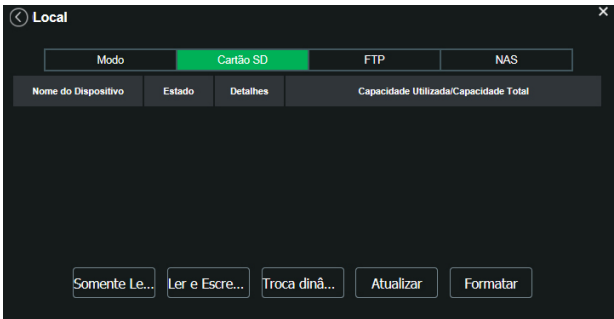 Local
×
Modo Cartão SD FTP NAS
Nome do Dispositivo Estado Detalhes Capacidade Utilizada/Capacidade Total
Somente Le... Ler e Escre... Troca dinâ... Atualizar Formatar